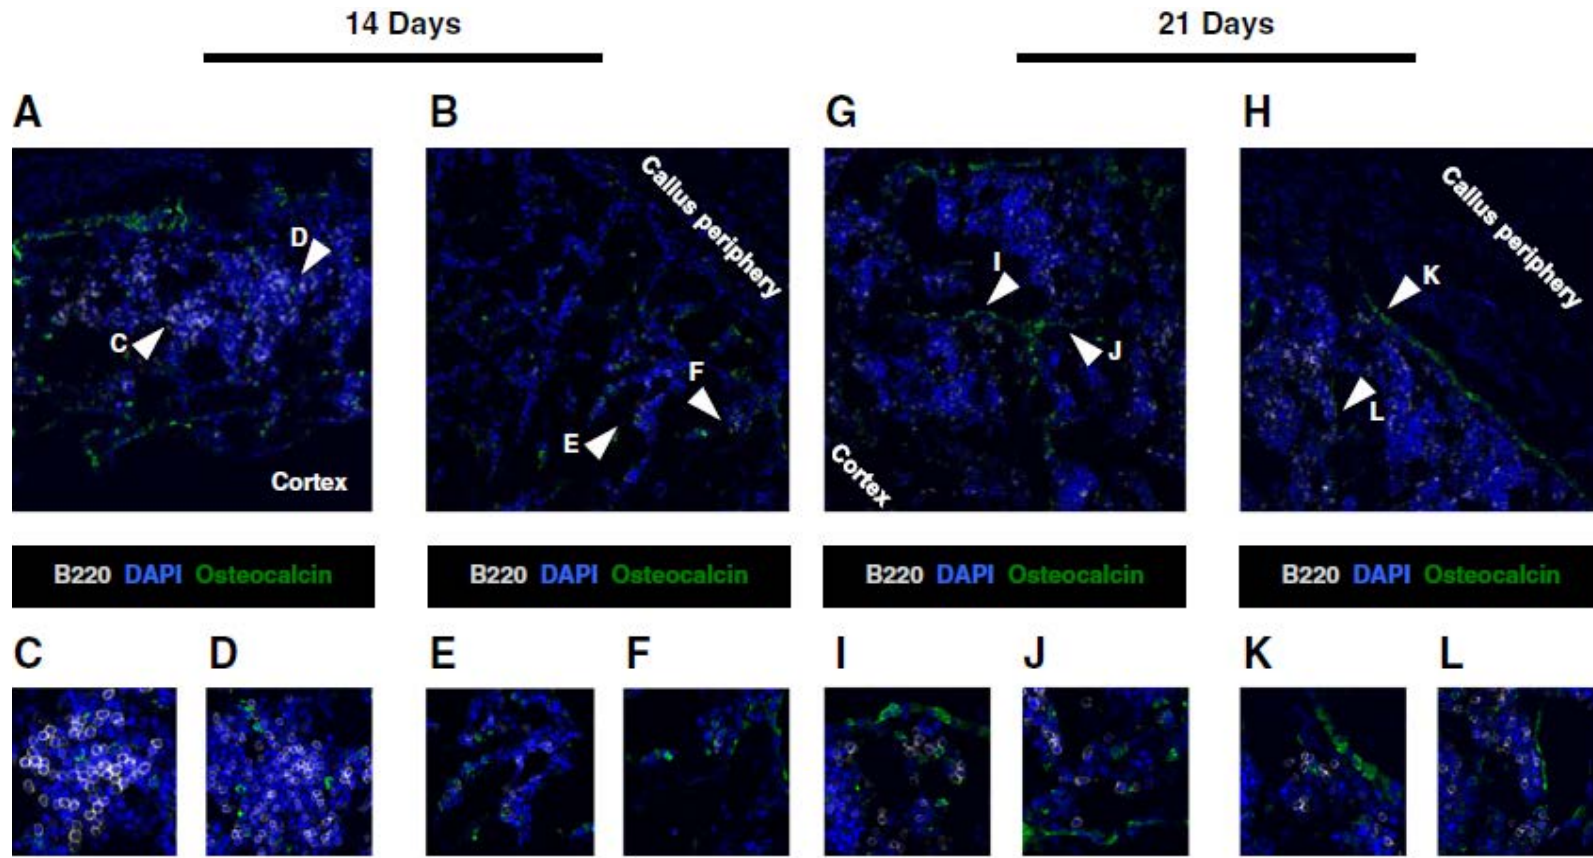 14 Days
21 Days
A
B
G
H
D
C
Cortex
Callus periphery
F
E
I
J
Cortex
Callus periphery
K
L
B220 DAPI Osteocalcin
B220 DAPI Osteocalcin
B220 DAPI Osteocalcin
B220 DAPI Osteocalcin
C
D
E
F
I
J
K
L